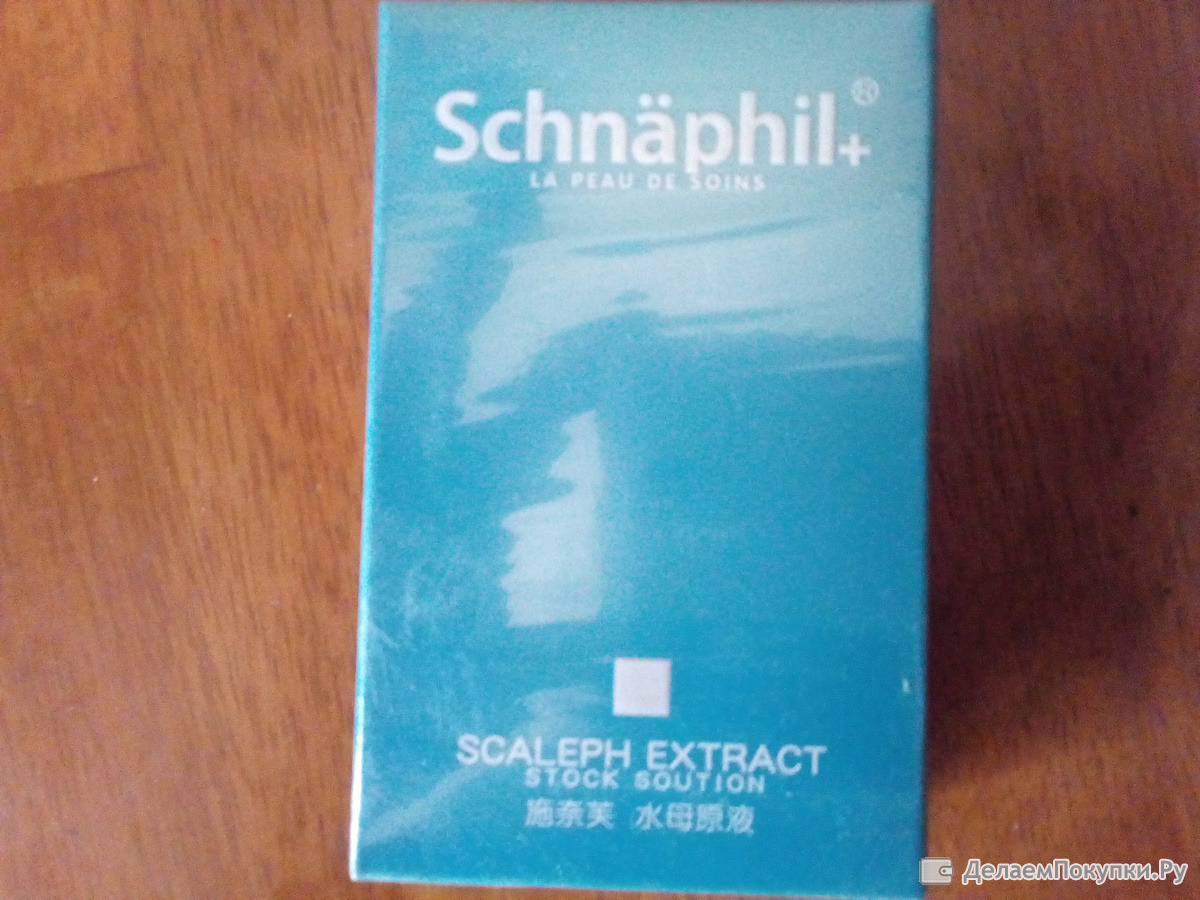 Schnäphil+®
LA PEAU DE SOINS
SCALEPH EXTRACT
STOCK SOUTION
施奈芙 水母原液
ДелаемПокупки.Ру